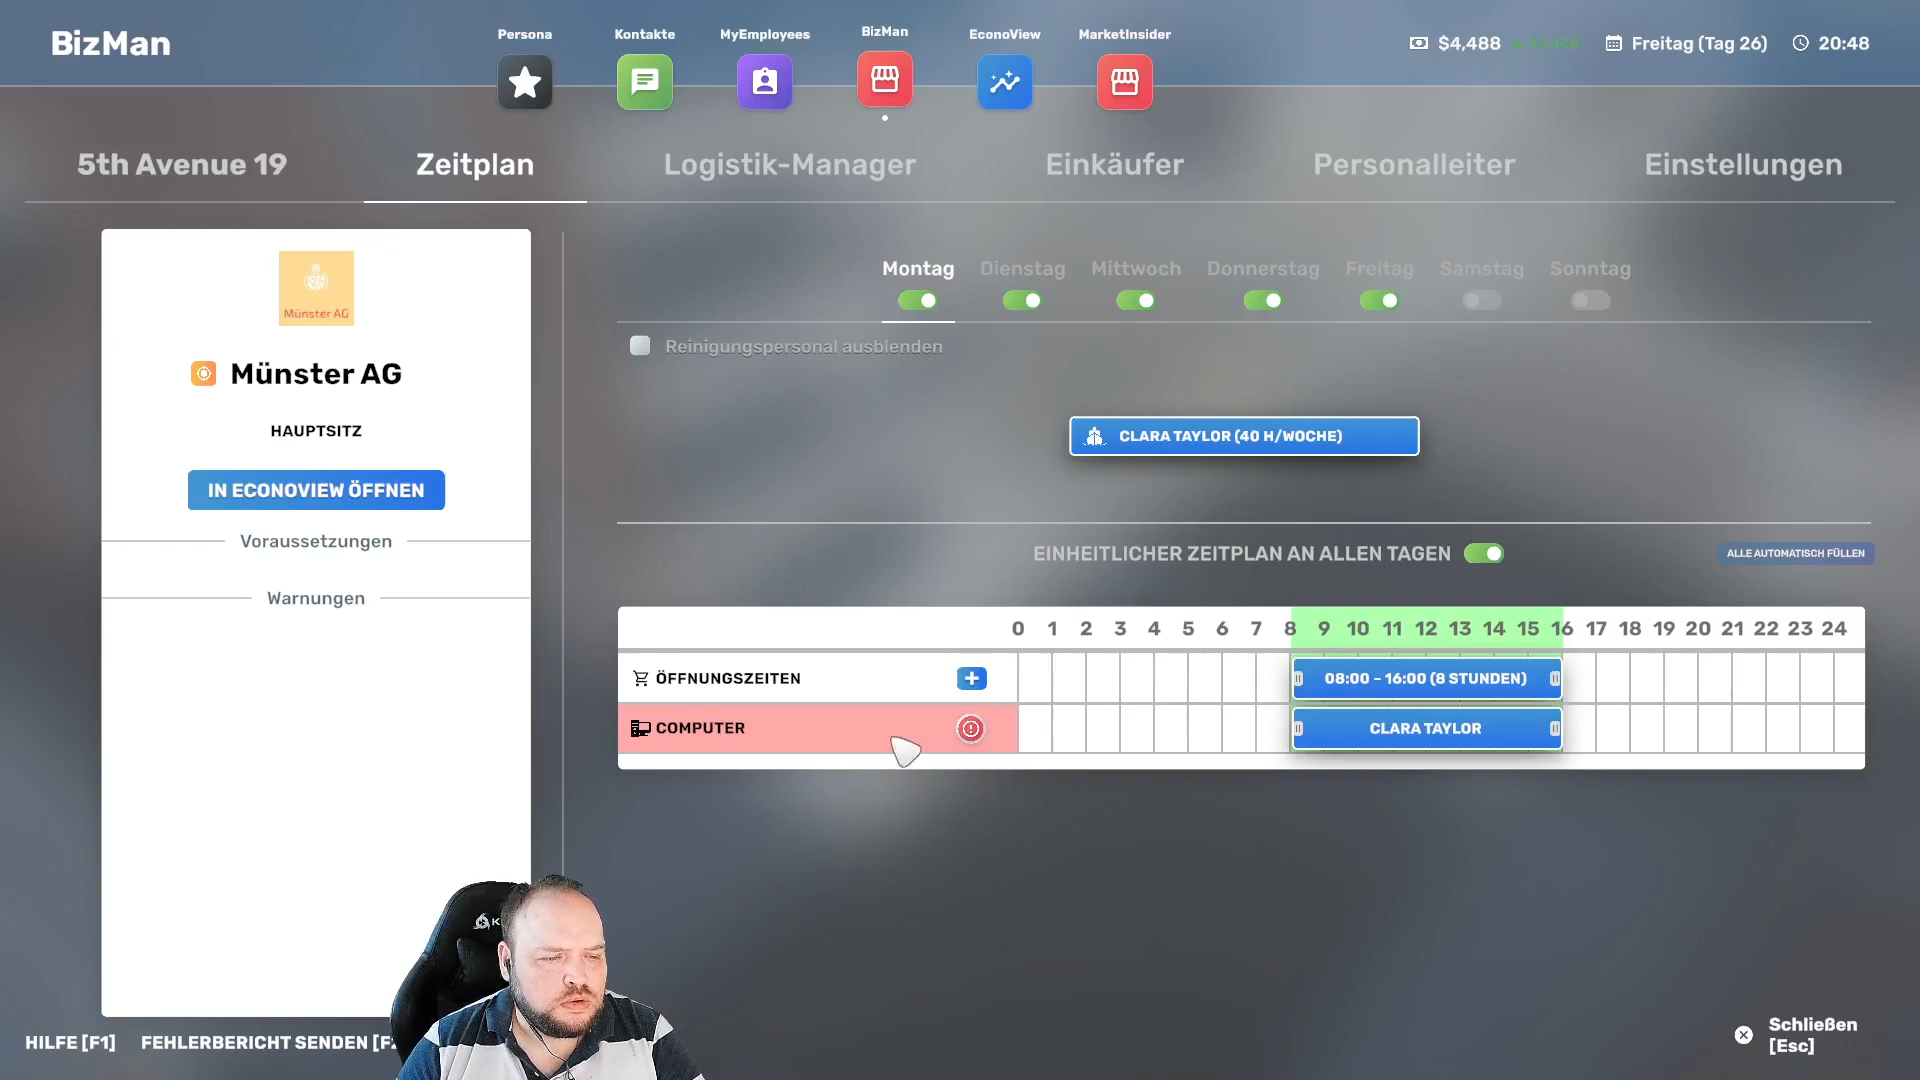 BizMan
Persona
Kontakte
MyEmployees
BizMan
EconoView
MarketInsider
$4,488
Freitag (Tag 26)
20:48
5th Avenue 19
Zeitplan
Logistik-Manager
Einkäufer
Personalleiter
Einstellungen
Münster AG
Münster AG
HAUPTSITZ
IN ECONOVIEW ÖFFNEN
Voraussetzungen
Warnungen
Montag Dienstag Mittwoch Donnerstag Freitag Samstag Sonntag
Reinigungspersonal ausblenden
CLARA TAYLOR (40 H/WOCHE)
EINHEITLICHER ZEITPLAN AN ALLEN TAGEN
ALLE AUTOMATISCH FÜLLEN
0 1 2 3 4 5 6 7 8 9 10 11 12 13 14 15 16 17 18 19 20 21 22 23 24
ÖFFNUNGSZEITEN
08:00 – 16:00 (8 STUNDEN)
COMPUTER
CLARA TAYLOR
HILFE [F1]
FEHLERBERICHT SENDEN
Schließen
[Esc]